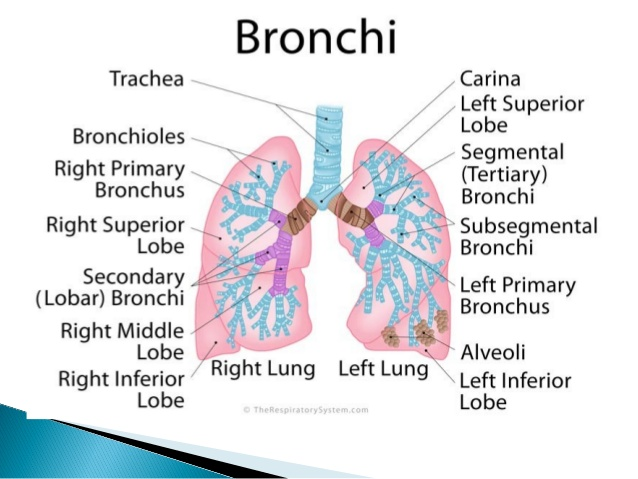 Bronchi
Trachea
Bronchioles
Right Primary
Bronchus
Right Superior
Lobe
Secondary
(Lobar) Bronchi
Right Middle
Lobe
Right Inferior
Lobe
Carina
Left Superior
Lobe
Segmental
(Tertiary)
Bronchi
Subsegmental
Bronchi
Left Primary
Bronchus
Alveoli
Left Inferior
Lobe
Right Lung
Left Lung
© TheRespiratorySystem.com